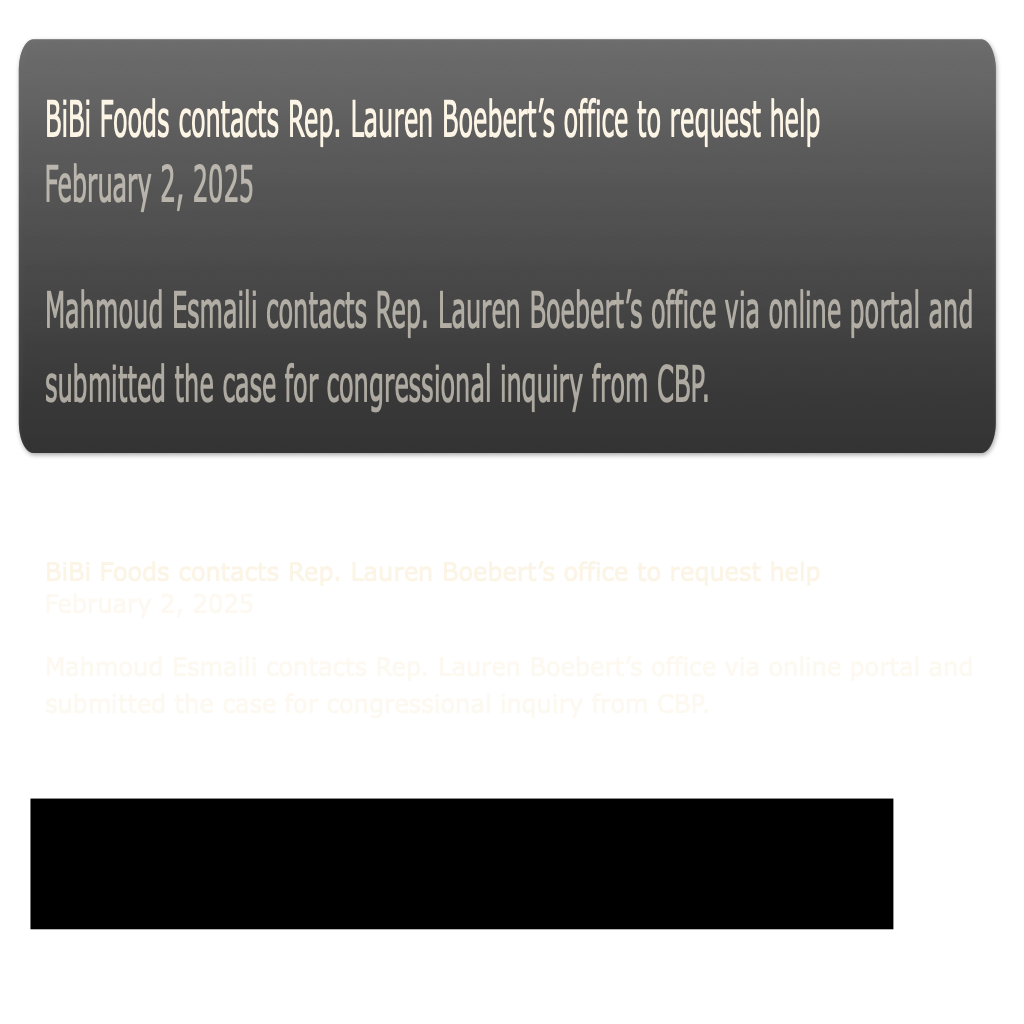 BiBi Foods contacts Rep. Lauren Boebert’s office to request help
February 2, 2025
Mahmoud Esmaili contacts Rep. Lauren Boebert’s office via online portal and
submitted the case for congressional inquiry from CBP.
BiBi Foods contacts Rep. Lauren Boebert’s office to request help
February 2, 2025
Mahmoud Esmaili contacts Rep. Lauren Boebert’s office via online portal and
submitted the case for congressional inquiry from CBP.